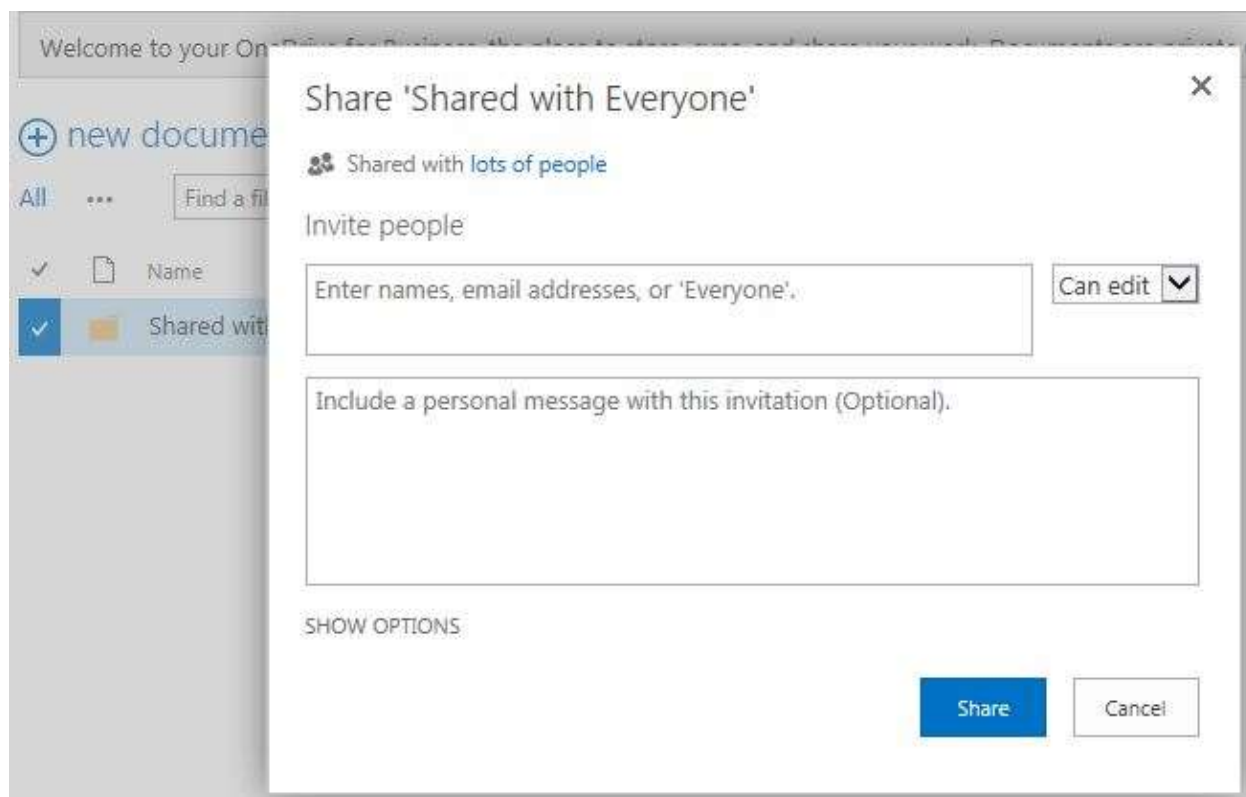 Welcome to your On
Share 'Shared with Everyone'
new docume
Shared with lots of people
All ... Find a fil
Invite people
Name
Enter names, email addresses, or 'Everyone'.
Can edit
Shared with
Include a personal message with this invitation (Optional).
SHOW OPTIONS
Share
Cancel